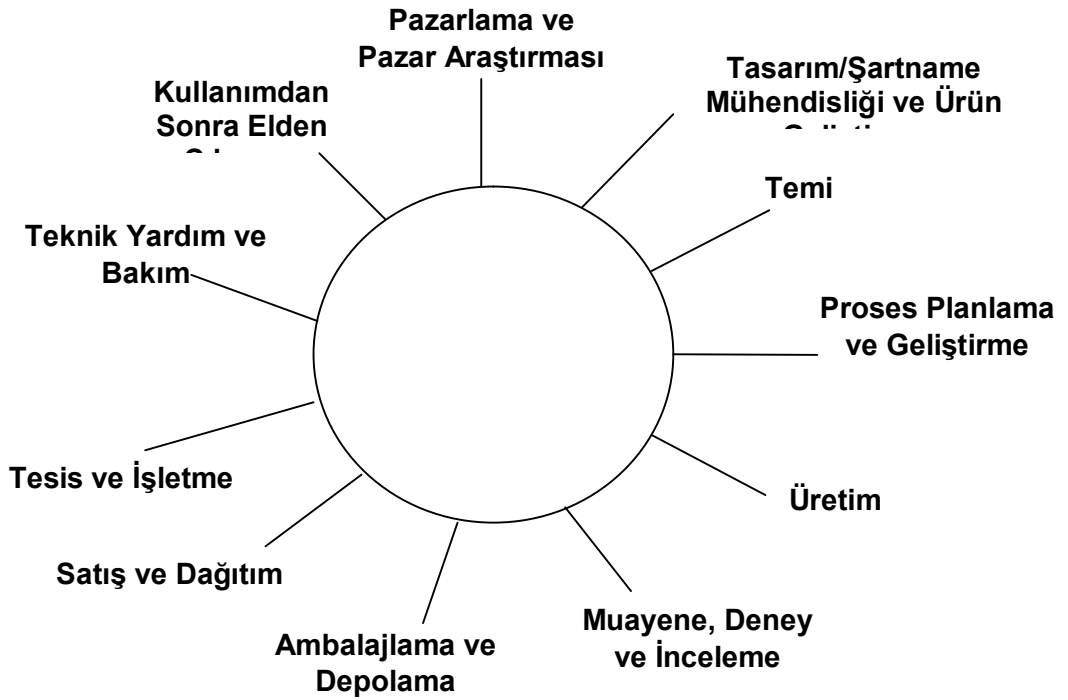 Pazarlama ve
Pazar Araştırması
Tasarım/Şartname
Mühendisliği ve Ürün
Temi
Proses Planlama
ve Geliştirme
Üretim
Muayene, Deney
ve İnceleme
Ambalajlama ve
Depolama
Satış ve Dağıtım
Tesis ve İşletme
Teknik Yardım ve
Bakım
Kullanımdan
Sonra Elden